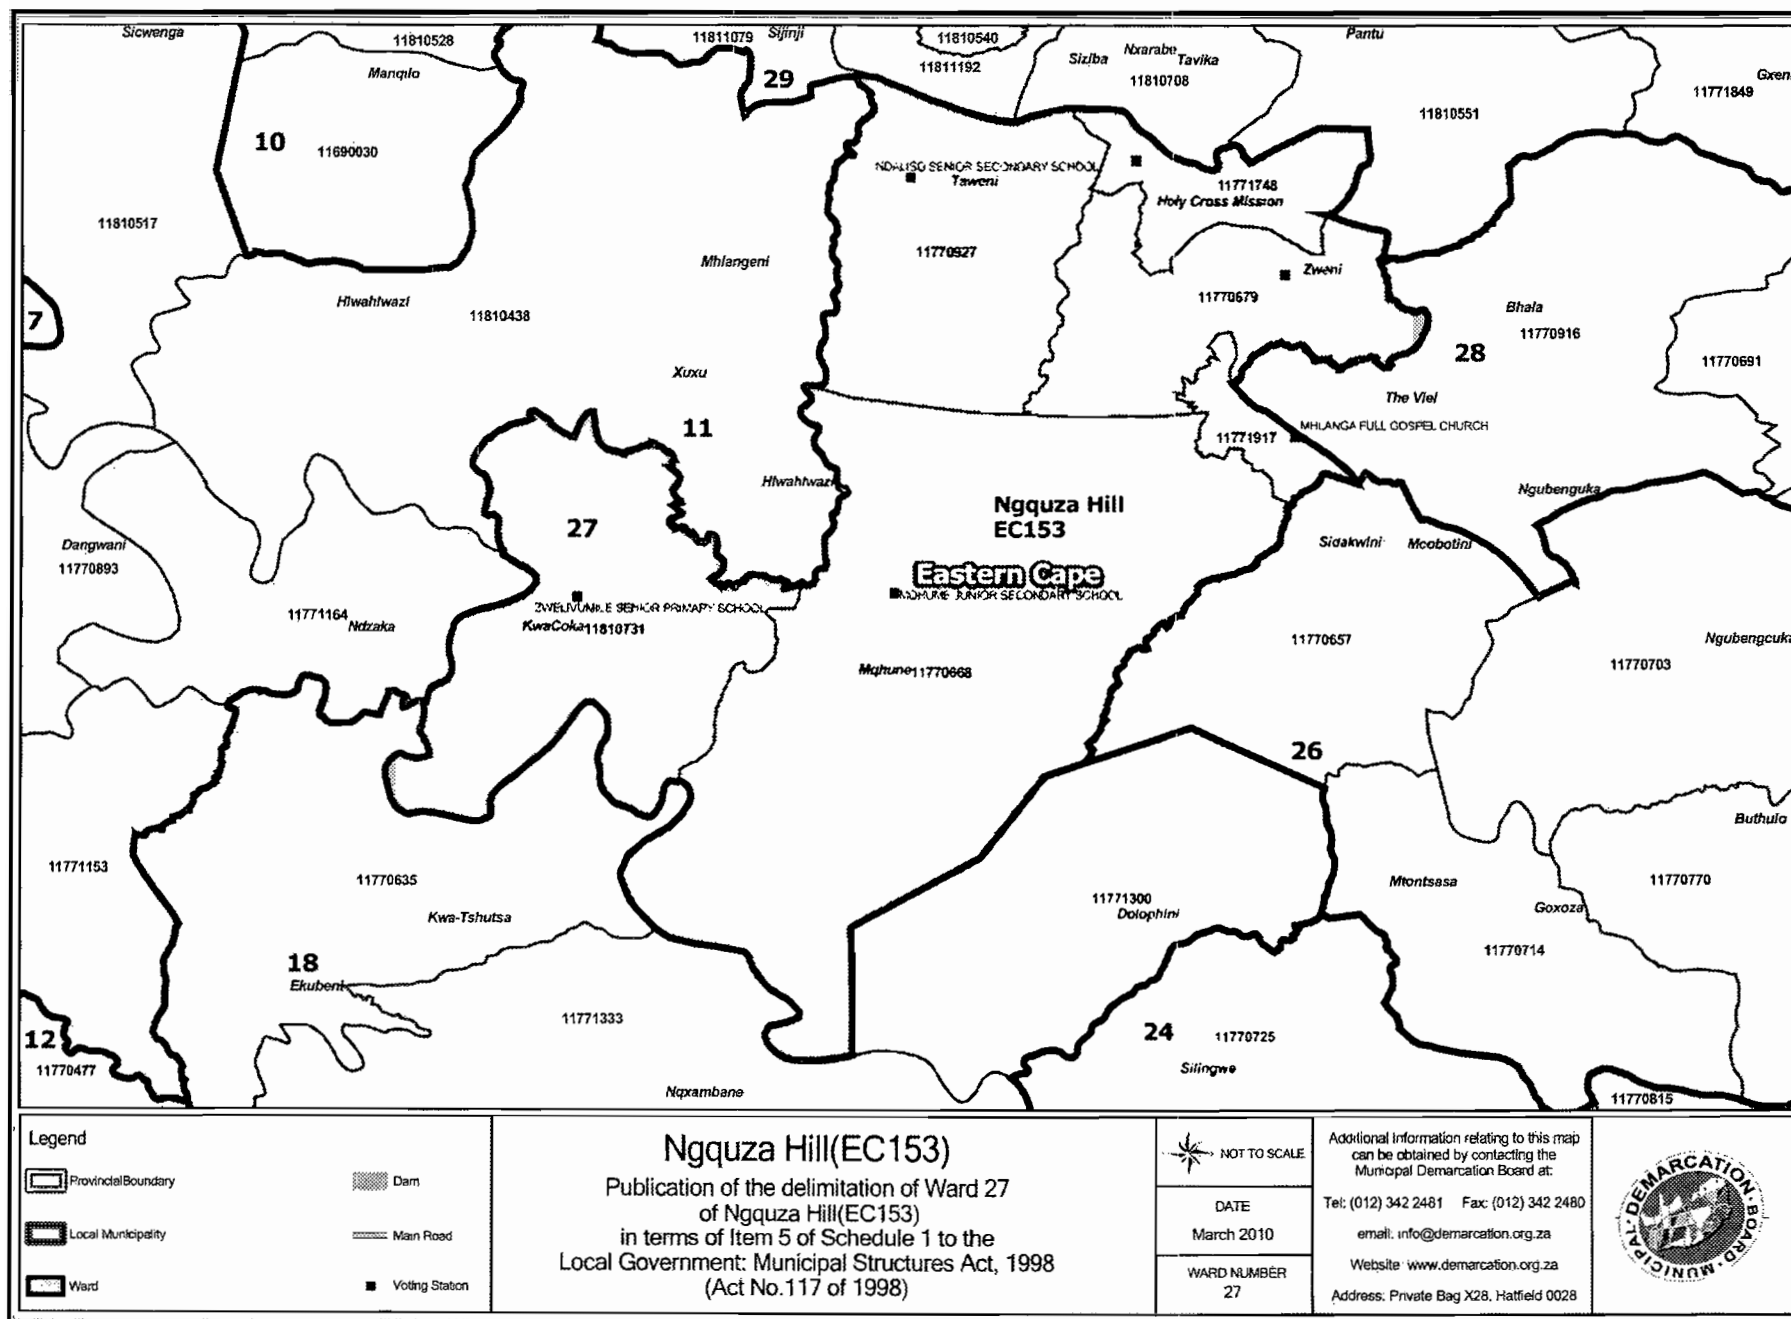 Sicwenga
11810528
11811079
Sijinji
11810540
Pantu
Manqilo
11811192
Siziba
Nxarabe
Tavika
11810708
Gxen
29
11771849
10
11690030
11810551
NDALISO SENIOR SECONDARY SCHOOL
Taweni
11771748
Holy Cross Mission
11810517
Mhlangeni
11770927
Zweni
Hlwahlwazi
11810438
11770679
Bhala
7
11770916
28
11770691
Xuxu
The Viel
11
11771917
MHLANGA FULL GOSPEL CHURCH
Hlwahlwazi
Ngubenguka
Ngquza Hill
EC153
27
Dangwani
11770893
Sidakwini
Mcobotini
Eastern Cape
MQHUME JUNIOR SECONDARY SCHOOL
ZWELIVUMILE SENIOR PRIMARY SCHOOL
11771164
Ndzaka
KwaCoka
11810731
11770657
Ngubengcuka
11770703
Mqhune
11770668
26
Buthulo
11771153
11770635
Mtontsasa
11770770
11771300
Dolophini
Goxoza
Kwa-Tshutsa
11770714
18
Ekubeni
11771333
12
24
11770725
11770477
Silingwe
Nqxambane
11770815
Legend
Provincial Boundary
Dam
Local Municipality
Main Road
Ward
Voting Station
Ngquza Hill(EC153)
Publication of the delimitation of Ward 27
of Ngquza Hill(EC153)
in terms of Item 5 of Schedule 1 to the
Local Government: Municipal Structures Act, 1998
(Act No.117 of 1998)
NOT TO SCALE
DATE
March 2010
WARD NUMBER
27
Additional Information relating to this map
can be obtained by contacting the
Municipal Demarcation Board at:
Tel: (012) 342 2481 Fax: (012) 342 2480
email: info@demarcation.org.za
Website www.demarcation.org.za
Address: Private Bag X28, Hatfield 0028
MUNICIPAL DEMARCATION BOARD